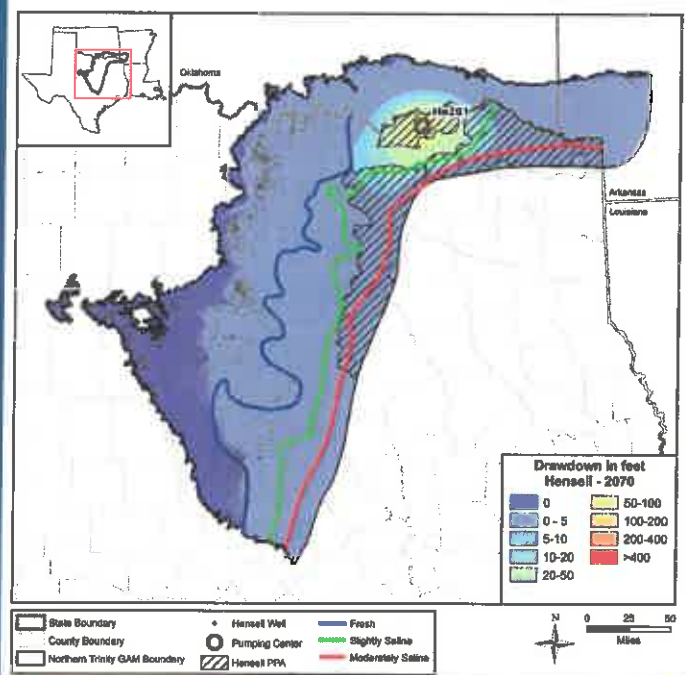 Oklahoma
He201
Arkansas
Louisiana
Drawdown in feet
Hensell - 2070
0
0 - 5
5-10
10-20
20-50
50-100
100-200
200-400
>400
State Boundary
County Boundary
Northern Trinity GAM Boundary
Hensell Well
Pumping Center
Hensell PPA
Fresh
Slightly Saline
Moderately Saline
N
0 25 50
Miles